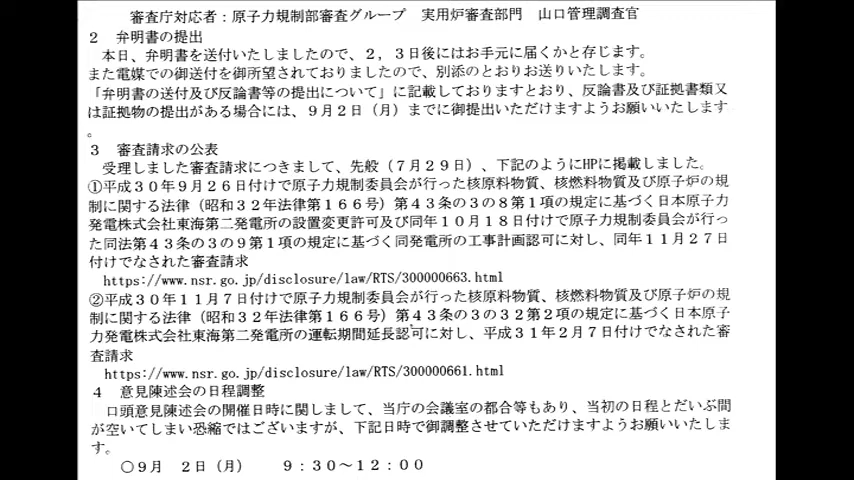 審査庁対応者：原子力規制部審査グループ　実用炉審査部門　山口管理調査官
２　弁明書の提出
　本日、弁明書を送付いたしましたので、２，３日後にはお手元に届くかと存じます。
また電媒での御送付を御所望されておりましたので、別添のとおりお送りいたします。
「弁明書の送付及び反論書等の提出について」に記載しておりますとおり、反論書及び証拠書類又
は証拠物の提出がある場合には、９月２日（月）までに御提出いただけますようお願いいたします
。
３　審査請求の公表
　受理しました審査請求につきまして、先般（７月２９日）、下記のようにHPに掲載しました。
①平成３０年９月２６日付けで原子力規制委員会が行った核原料物質、核燃料物質及び原子炉の規
制に関する法律（昭和３２年法律第１６６号）第４３条の３の８第１項の規定に基づく日本原子力
発電株式会社東海第二発電所の設置変更許可及び同年１０月１８日付けで原子力規制委員会が行っ
た同法第４３条の３の９第１項の規定に基づく同発電所の工事計画認可に対し、同年１１月２７日
付けでなされた審査請求
https://www.nsr.go.jp/disclosure/law/RTS/300000663.html
②平成３０年１１月７日付けで原子力規制委員会が行った核原料物質、核燃料物質及び原子炉の規
制に関する法律（昭和３２年法律第１６６号）第４３条の３の３２第２項の規定に基づく日本原子
力発電株式会社東海第二発電所の運転期間延長認可に対し、平成３１年２月７日付けでなされた審
査請求
https://www.nsr.go.jp/disclosure/law/RTS/300000661.html
４　意見陳述会の日程調整
　口頭意見陳述会の開催日時に関しまして、当庁の会議室の都合等もあり、当初の日程とだいぶ間
が空いてしまい恐縮ではございますが、下記日時で御調整させていただけますようお願いいたしま
す。
○９月　２日（月）　　９：３０～１２：００